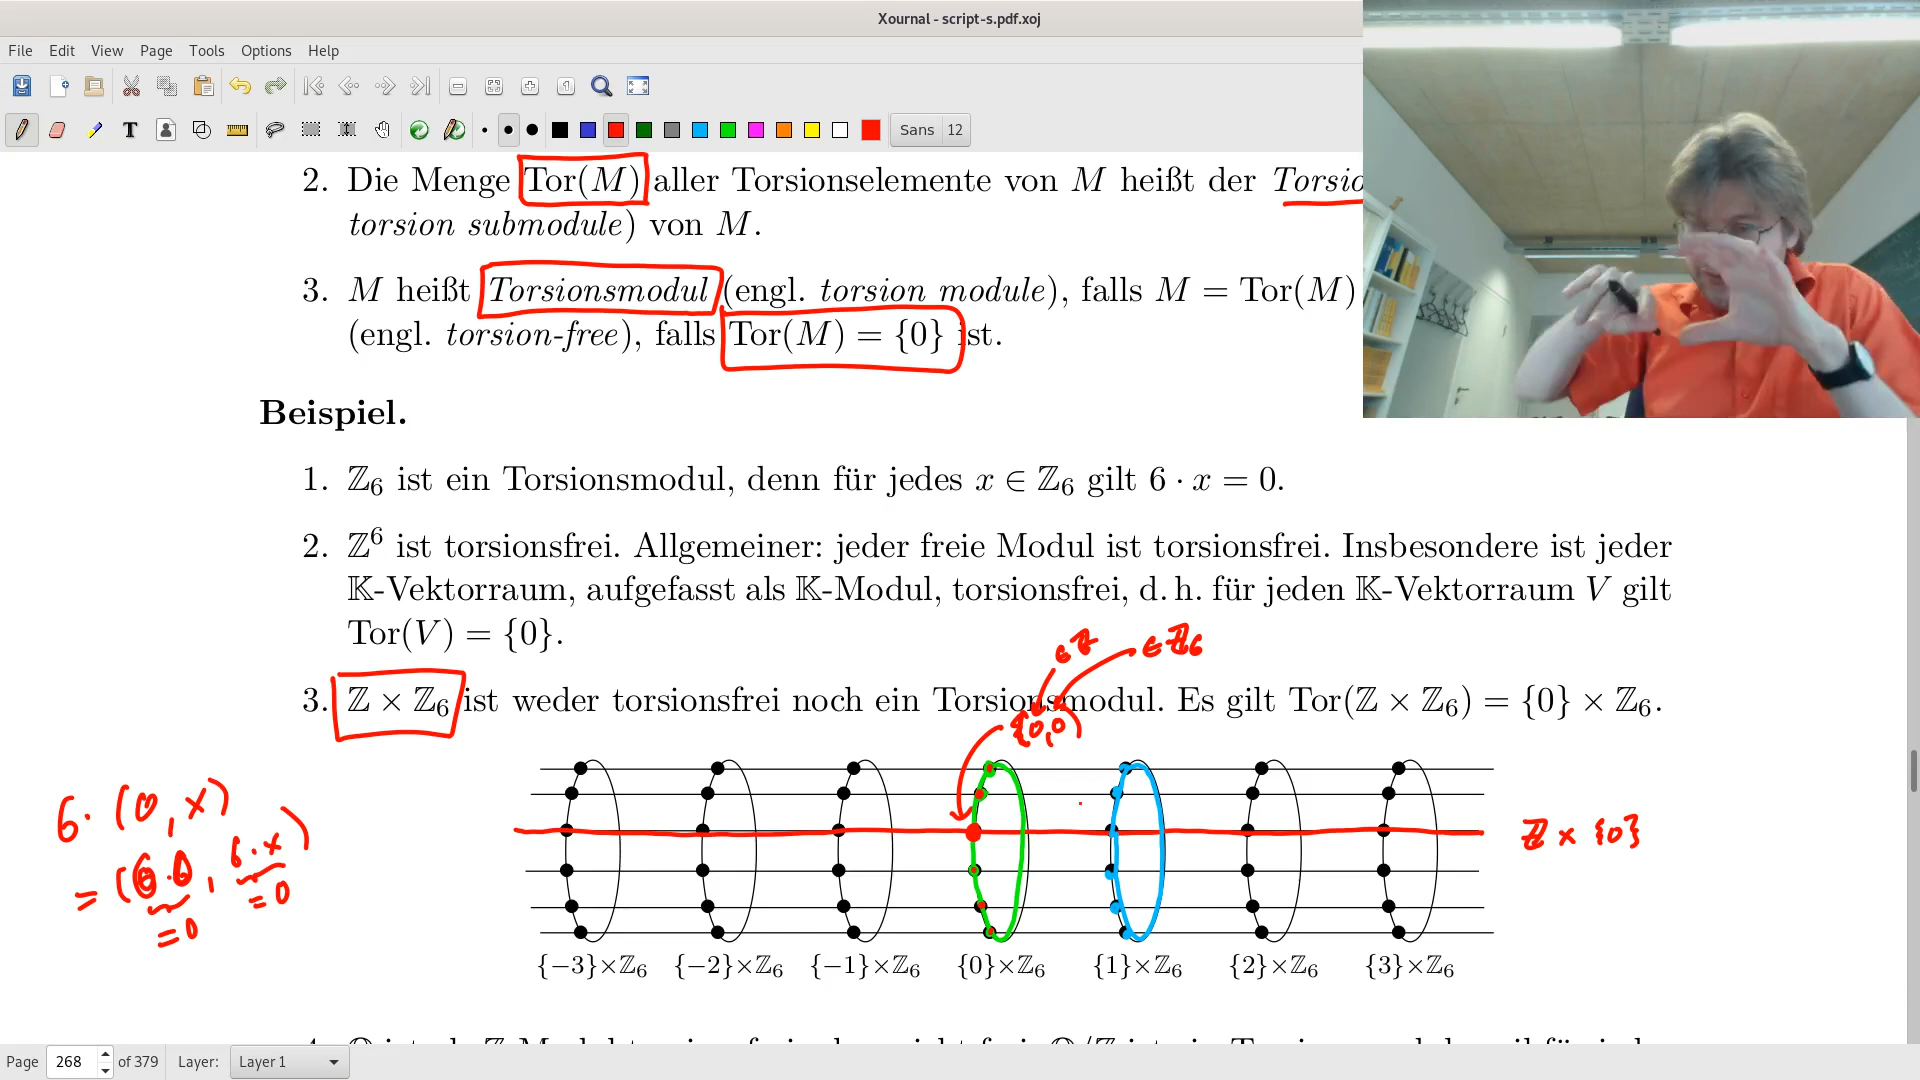 Xournal - script-s.pdf.xoj
File Edit View Page Tools Options Help
Sans 12
2. Die Menge Tor(M) aller Torsionselemente von M heißt der Torsio
torsion submodule) von M.
3. M heißt Torsionsmodul (engl. torsion module), falls M = Tor(M)
(engl. torsion-free), falls Tor(M) = {0} ist.
Beispiel.
1. ℤ₆ ist ein Torsionsmodul, denn für jedes x ∈ ℤ₆ gilt 6 · x = 0.
2. ℤ⁶ ist torsionsfrei. Allgemeiner: jeder freie Modul ist torsionsfrei. Insbesondere ist jeder
𝕂-Vektorraum, aufgefasst als 𝕂-Modul, torsionsfrei, d. h. für jeden 𝕂-Vektorraum V gilt
Tor(V) = {0}.
∈ ℤ ∈ ℤ₆
3. ℤ × ℤ₆ ist weder torsionsfrei noch ein Torsionsmodul. Es gilt Tor(ℤ × ℤ₆) = {0} × ℤ₆.
(0,0)
6 · (0, x)
= (6·0, 6·x)
=0 =0
ℤ × {0}
{−3}×ℤ₆ {−2}×ℤ₆ {−1}×ℤ₆ {0}×ℤ₆ {1}×ℤ₆ {2}×ℤ₆ {3}×ℤ₆
Page 268 of 379 Layer: Layer 1